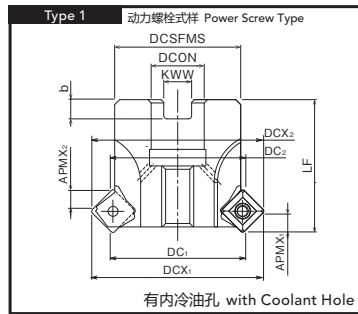 Type 1 动力螺栓式样 Power Screw Type
DCSFMS
DCON
KWW
b
DCX₂
DC₂
APMX₂
LF
DC₁
APMX₁
DCX₁
有内冷油孔 with Coolant Hole